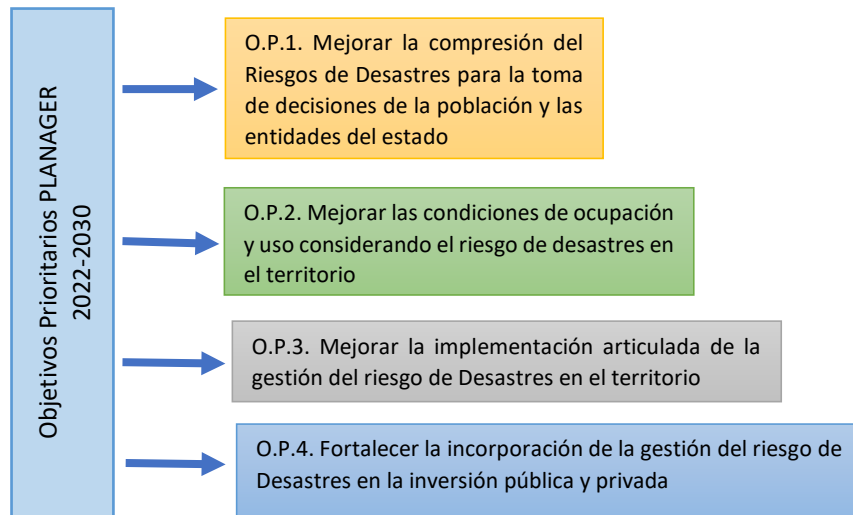 Objetivos Prioritarios PLANAGER
2022-2030
O.P.1. Mejorar la compresión del
Riesgos de Desastres para la toma
de decisiones de la población y las
entidades del estado
O.P.2. Mejorar las condiciones de ocupación
y uso considerando el riesgo de desastres en
el territorio
O.P.3. Mejorar la implementación articulada de la
gestión del riesgo de Desastres en el territorio
O.P.4. Fortalecer la incorporación de la gestión del riesgo de
Desastres en la inversión pública y privada